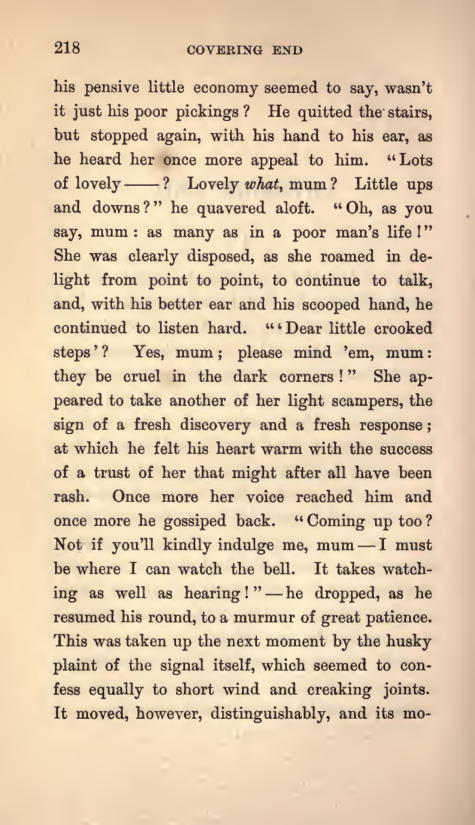 218 COVERING END
his pensive little economy seemed to say, wasn't
it just his poor pickings? He quitted the stairs,
but stopped again, with his hand to his ear, as
he heard her once more appeal to him. "Lots
of lovely——? Lovely what, mum? Little ups
and downs?" he quavered aloft. "Oh, as you
say, mum: as many as in a poor man's life!"
She was clearly disposed, as she roamed in de-
light from point to point, to continue to talk,
and, with his better ear and his scooped hand, he
continued to listen hard. "'Dear little crooked
steps'? Yes, mum; please mind 'em, mum:
they be cruel in the dark corners!" She ap-
peared to take another of her light scampers, the
sign of a fresh discovery and a fresh response;
at which he felt his heart warm with the success
of a trust of her that might after all have been
rash. Once more her voice reached him and
once more he gossiped back. "Coming up too?
Not if you'll kindly indulge me, mum—I must
be where I can watch the bell. It takes watch-
ing as well as hearing!"—he dropped, as he
resumed his round, to a murmur of great patience.
This was taken up the next moment by the husky
plaint of the signal itself, which seemed to con-
fess equally to short wind and creaking joints.
It moved, however, distinguishably, and its mo-